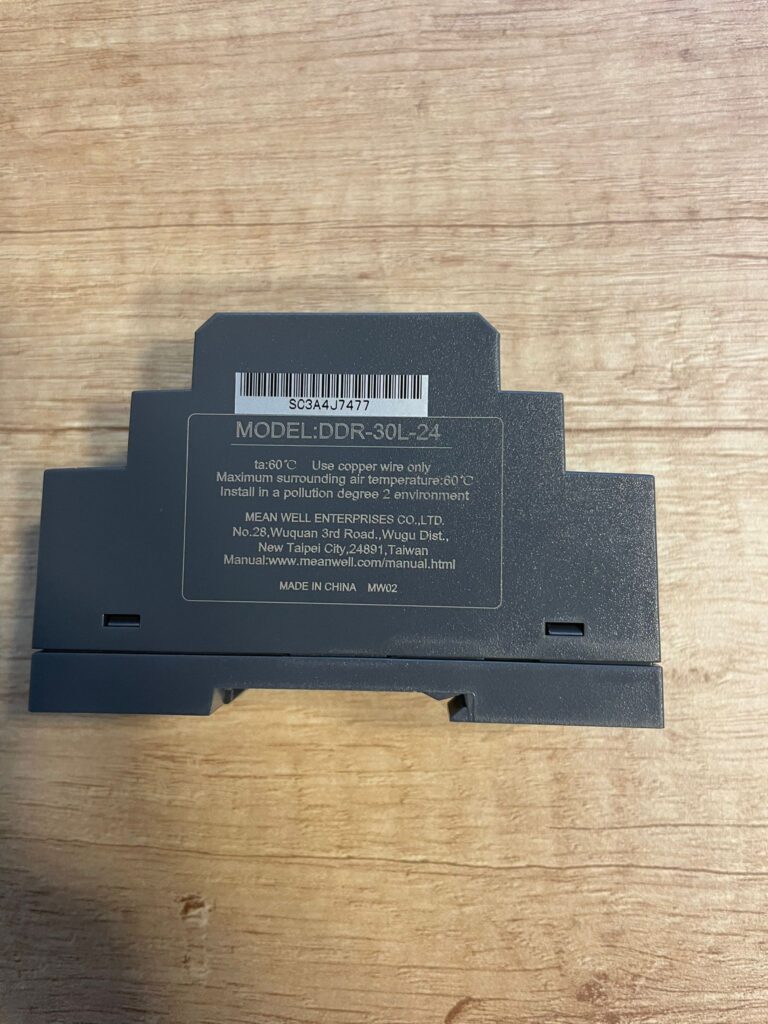 SC3A4J7477
MODEL:DDR-30L-24
ta:60℃ Use copper wire only
Maximum surrounding air temperature:60℃
Install in a pollution degree 2 environment
MEAN WELL ENTERPRISES CO.,LTD.
No.28,Wuquan 3rd Road.,Wugu Dist.,
New Taipei City,24891,Taiwan
Manual:www.meanwell.com/manual.html
MADE IN CHINA MW02